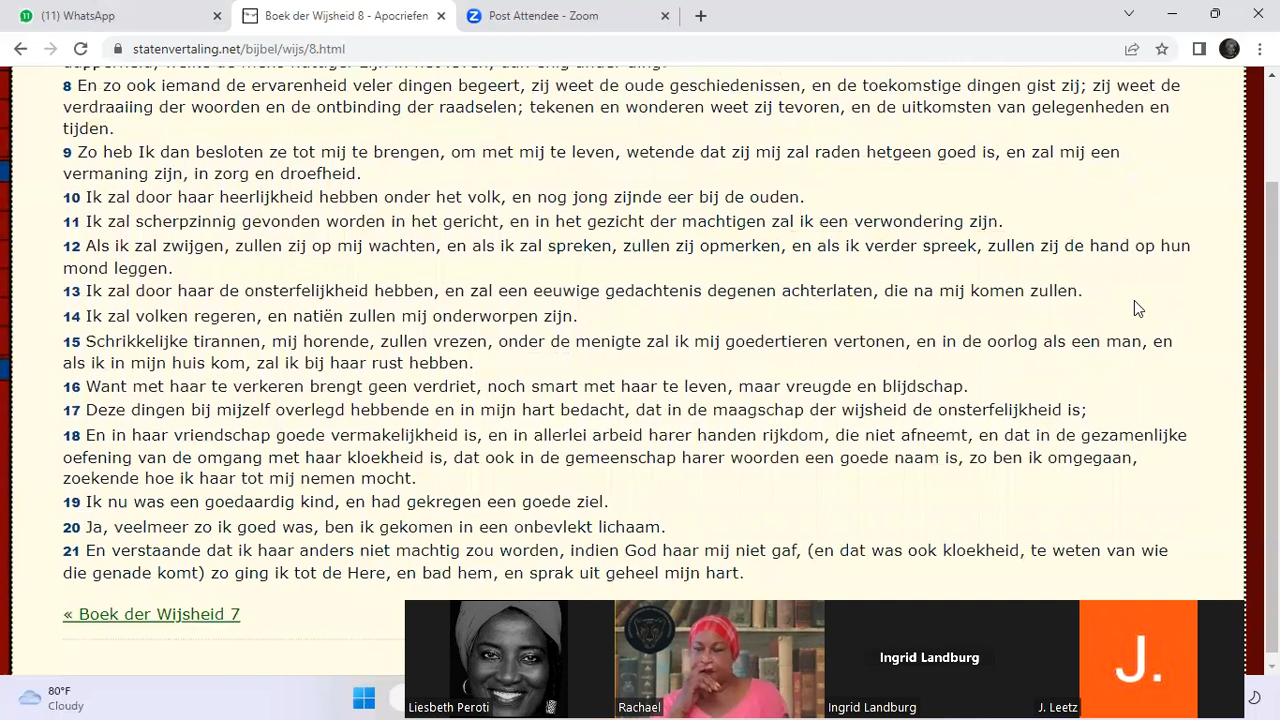 (11) WhatsApp
Boek der Wijsheid 8 - Apocriefen
Post Attendee - Zoom
statenvertaling.net/bijbel/wijs/8.html
8 En zo ook iemand de ervarenheid veler dingen begeert, zij weet de oude geschiedenissen, en de toekomstige dingen gist zij; zij weet de
verdraaiing der woorden en de ontbinding der raadselen; tekenen en wonderen weet zij tevoren, en de uitkomsten van gelegenheden en
tijden.
9 Zo heb Ik dan besloten ze tot mij te brengen, om met mij te leven, wetende dat zij mij zal raden hetgeen goed is, en zal mij een
vermaning zijn, in zorg en droefheid.
10 Ik zal door haar heerlijkheid hebben onder het volk, en nog jong zijnde eer bij de ouden.
11 Ik zal scherpzinnig gevonden worden in het gericht, en in het gezicht der machtigen zal ik een verwondering zijn.
12 Als ik zal zwijgen, zullen zij op mij wachten, en als ik zal spreken, zullen zij opmerken, en als ik verder spreek, zullen zij de hand op hun
mond leggen.
13 Ik zal door haar de onsterfelijkheid hebben, en zal een eeuwige gedachtenis degenen achterlaten, die na mij komen zullen.
14 Ik zal volken regeren, en natiën zullen mij onderworpen zijn.
15 Schrikkelijke tirannen, mij horende, zullen vrezen, onder de menigte zal ik mij goedertieren vertonen, en in de oorlog als een man, en
als ik in mijn huis kom, zal ik bij haar rust hebben.
16 Want met haar te verkeren brengt geen verdriet, noch smart met haar te leven, maar vreugde en blijdschap.
17 Deze dingen bij mijzelf overlegd hebbende en in mijn hart bedacht, dat in de maagschap der wijsheid de onsterfelijkheid is;
18 En in haar vriendschap goede vermakelijkheid is, en in allerlei arbeid harer handen rijkdom, die niet afneemt, en dat in de gezamenlijke
oefening van de omgang met haar kloekheid is, dat ook in de gemeenschap harer woorden een goede naam is, zo ben ik omgegaan,
zoekende hoe ik haar tot mij nemen mocht.
19 Ik nu was een goedaardig kind, en had gekregen een goede ziel.
20 Ja, veelmeer zo ik goed was, ben ik gekomen in een onbevlekt lichaam.
21 En verstaande dat ik haar anders niet machtig zou worden, indien God haar mij niet gaf, (en dat was ook kloekheid, te weten van wie
die genade komt) zo ging ik tot de Here, en bad hem, en sprak uit geheel mijn hart.
« Boek der Wijsheid 7
Ingrid Landburg
J.
Liesbeth Peroti
Rachael
Ingrid Landburg
J. Leetz
80°F
Cloudy